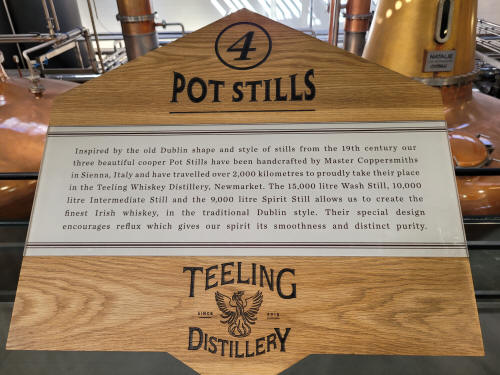 4
POT STILLS
Inspired by the old Dublin shape and style of stills from the 19th century our
three beautiful cooper Pot Stills have been handcrafted by Master Coppersmiths
in Sienna, Italy and have travelled over 2,000 kilometres to proudly take their place
in the Teeling Whiskey Distillery, Newmarket. The 15,000 litre Wash Still, 10,000
litre Intermediate Still and the 9,000 litre Spirit Still allows us to create the
finest Irish whiskey, in the traditional Dublin style. Their special design
encourages reflux which gives our spirit its smoothness and distinct purity.
TEELING
SINCE
DISTILLERY
NATALIE